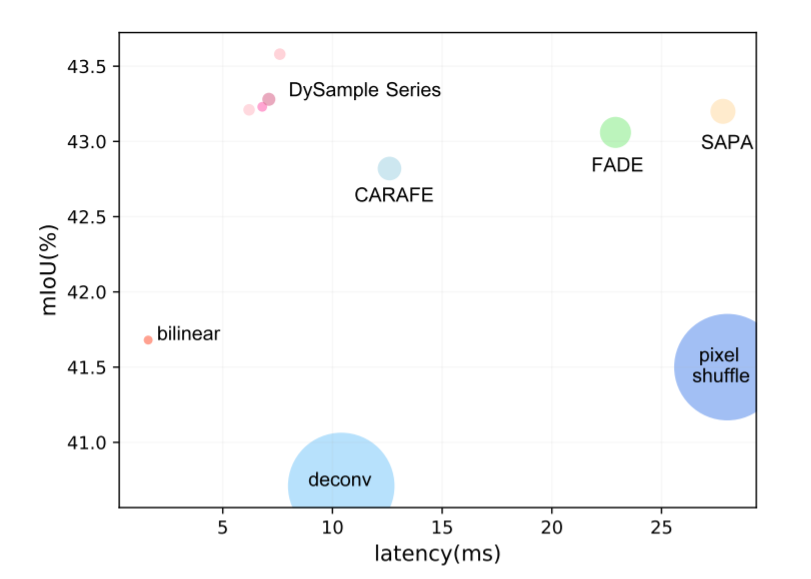 43.5
DySample Series
43.0
SAPA
FADE
CARAFE
42.5
mIoU(%)
42.0
bilinear
41.5
pixel
shuffle
41.0
deconv
5
10
15
20
25
latency(ms)